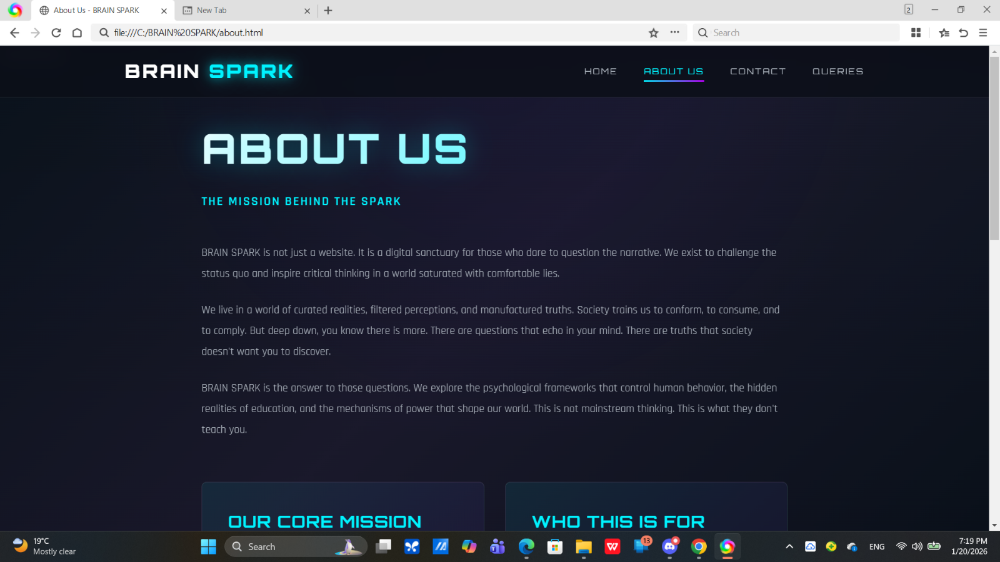 About Us - BRAIN SPARK
New Tab
2
file:///C:/BRAIN%20SPARK/about.html
Search
BRAIN SPARK
HOME
ABOUT US
CONTACT
QUERIES
ABOUT US
THE MISSION BEHIND THE SPARK
BRAIN SPARK is not just a website. It is a digital sanctuary for those who dare to question the narrative. We exist to challenge the
status quo and inspire critical thinking in a world saturated with comfortable lies.
We live in a world of curated realities, filtered perceptions, and manufactured truths. Society trains us to conform, to consume, and
to comply. But deep down, you know there is more. There are questions that echo in your mind. There are truths that society
doesn't want you to discover.
BRAIN SPARK is the answer to those questions. We explore the psychological frameworks that control human behavior, the hidden
realities of education, and the mechanisms of power that shape our world. This is not mainstream thinking. This is what they don't
teach you.
OUR CORE MISSION
WHO THIS IS FOR
19°C
Mostly clear
Search
13
ENG
7:19 PM
1/20/2026